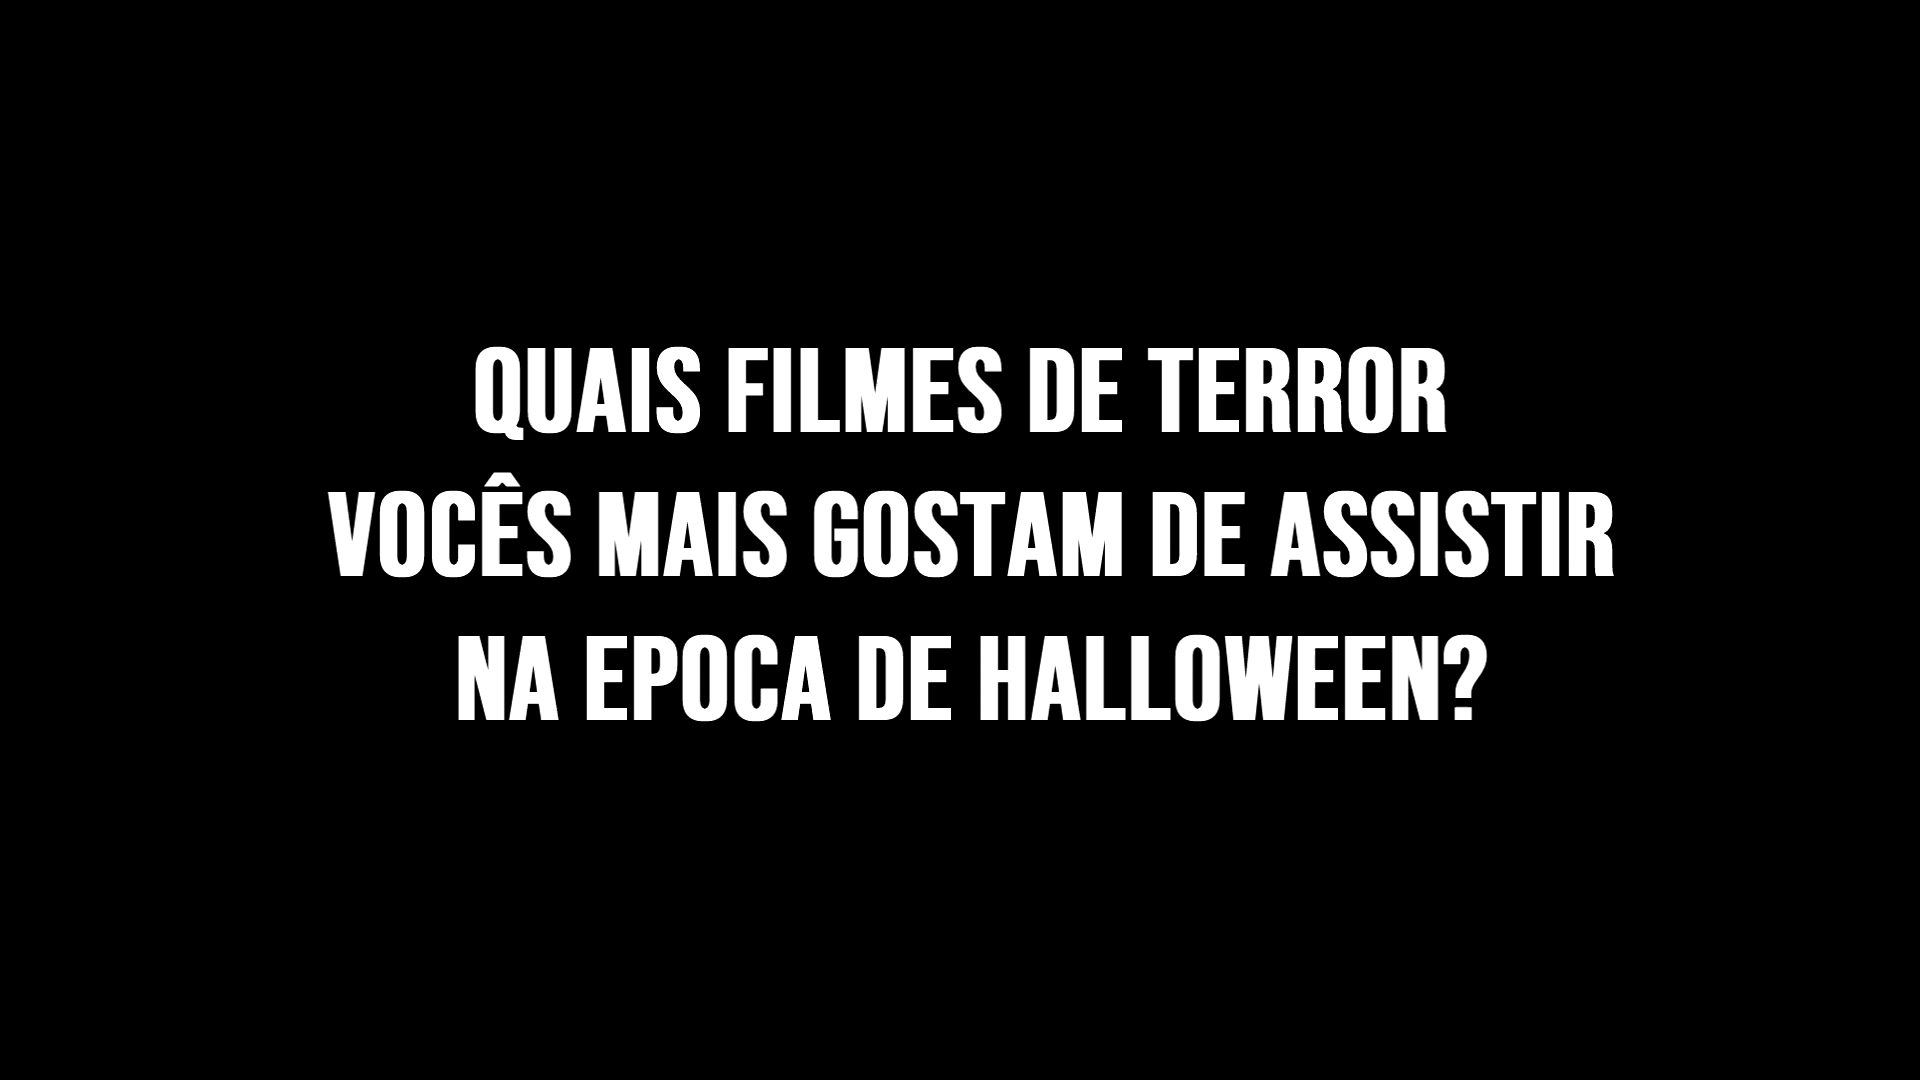 QUAIS FILMES DE TERROR
VOCÊS MAIS GOSTAM DE ASSISTIR
NA EPOCA DE HALLOWEEN?